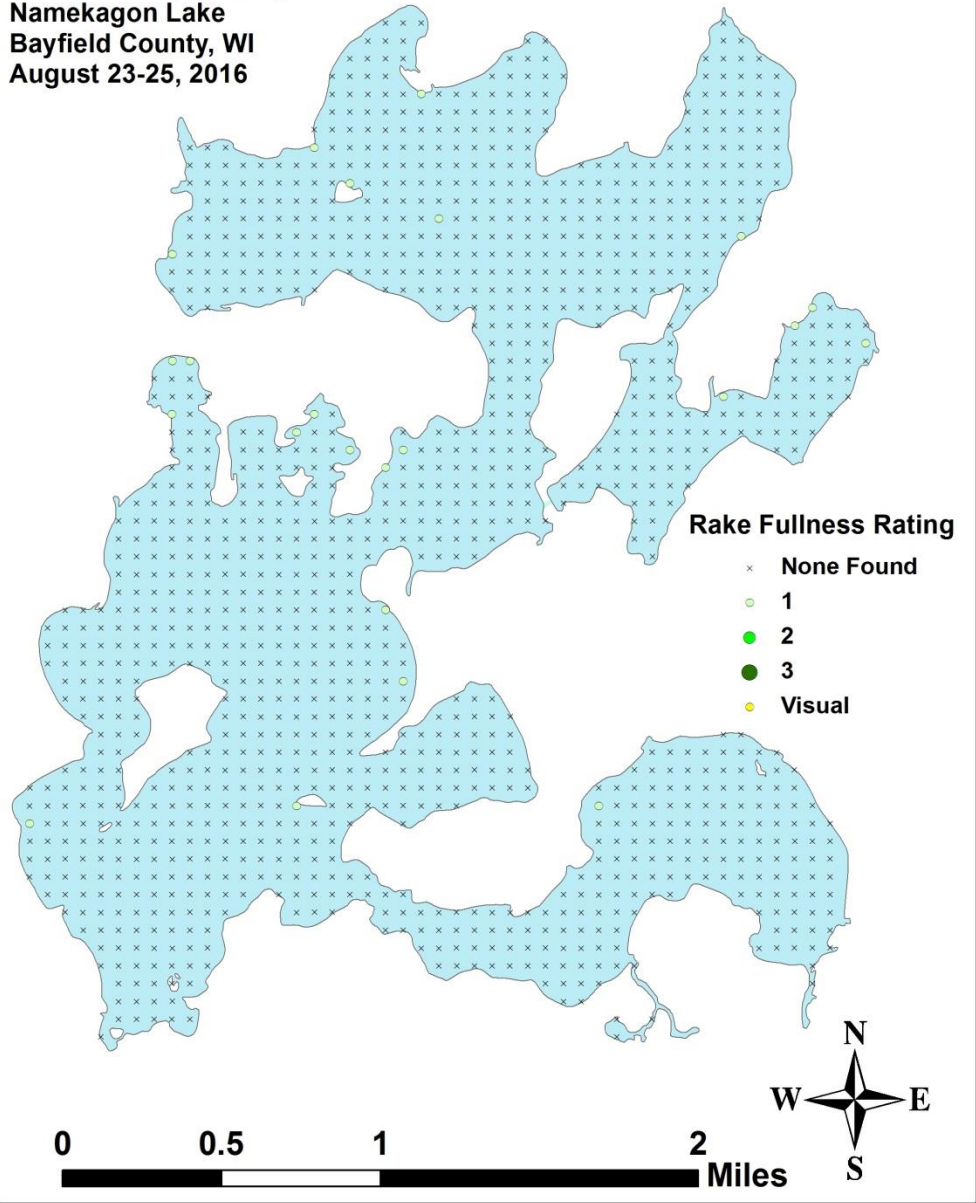 Namekagon Lake
Bayfield County, WI
August 23-25, 2016
Rake Fullness Rating
None Found
1
2
3
Visual
N
W E
S
0 0.5 1 2
Miles